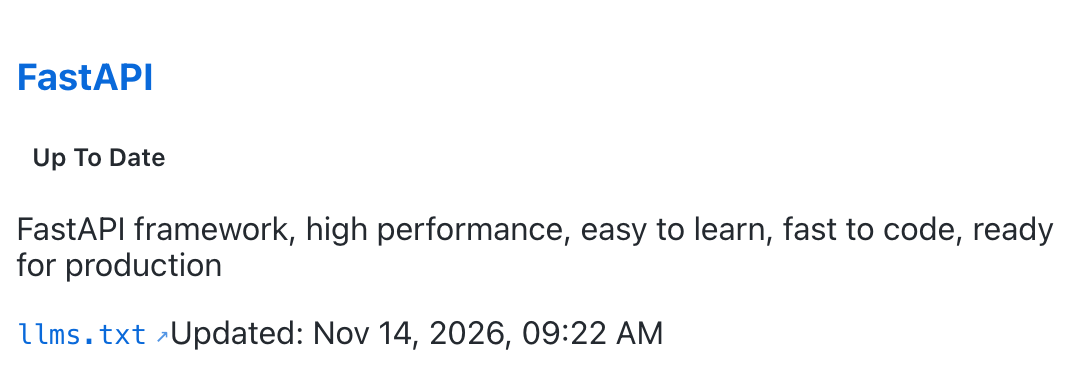 FastAPI
Up To Date
FastAPI framework, high performance, easy to learn, fast to code, ready
for production
llms.txt ↗Updated: Nov 14, 2026, 09:22 AM